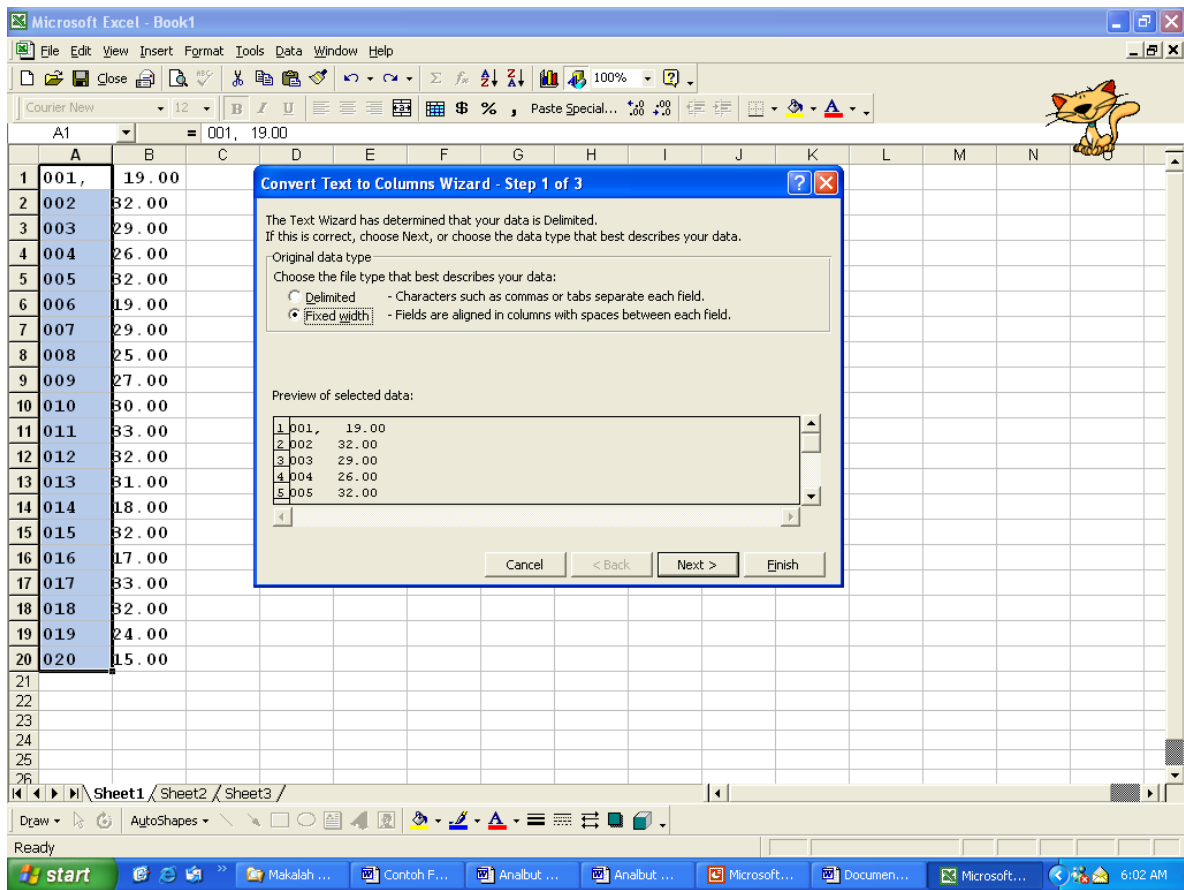 Microsoft Excel - Book1
File Edit View Insert Format Tools Data Window Help
Close 100%
Courier New 12 B I U $ % , Paste Special...
A1 = 001, 19.00
A B C D E F G H I J K L M N O
1 001, 19.00
2 002 32.00
3 003 29.00
4 004 26.00
5 005 32.00
6 006 19.00
7 007 29.00
8 008 25.00
9 009 27.00
10 010 30.00
11 011 33.00
12 012 32.00
13 013 31.00
14 014 18.00
15 015 32.00
16 016 17.00
17 017 33.00
18 018 32.00
19 019 24.00
20 020 15.00
21
22
23
24
25
26
Convert Text to Columns Wizard - Step 1 of 3
The Text Wizard has determined that your data is Delimited.
If this is correct, choose Next, or choose the data type that best describes your data.
Original data type
Choose the file type that best describes your data:
Delimited - Characters such as commas or tabs separate each field.
Fixed width - Fields are aligned in columns with spaces between each field.
Preview of selected data:
1 001, 19.00
2 002 32.00
3 003 29.00
4 004 26.00
5 005 32.00
Cancel < Back Next > Finish
Sheet1 / Sheet2 / Sheet3 /
Draw AutoShapes
Ready
start » Makalah ... Contoh F... Analbut ... Analbut ... Microsoft... Documen... Microsoft... 6:02 AM